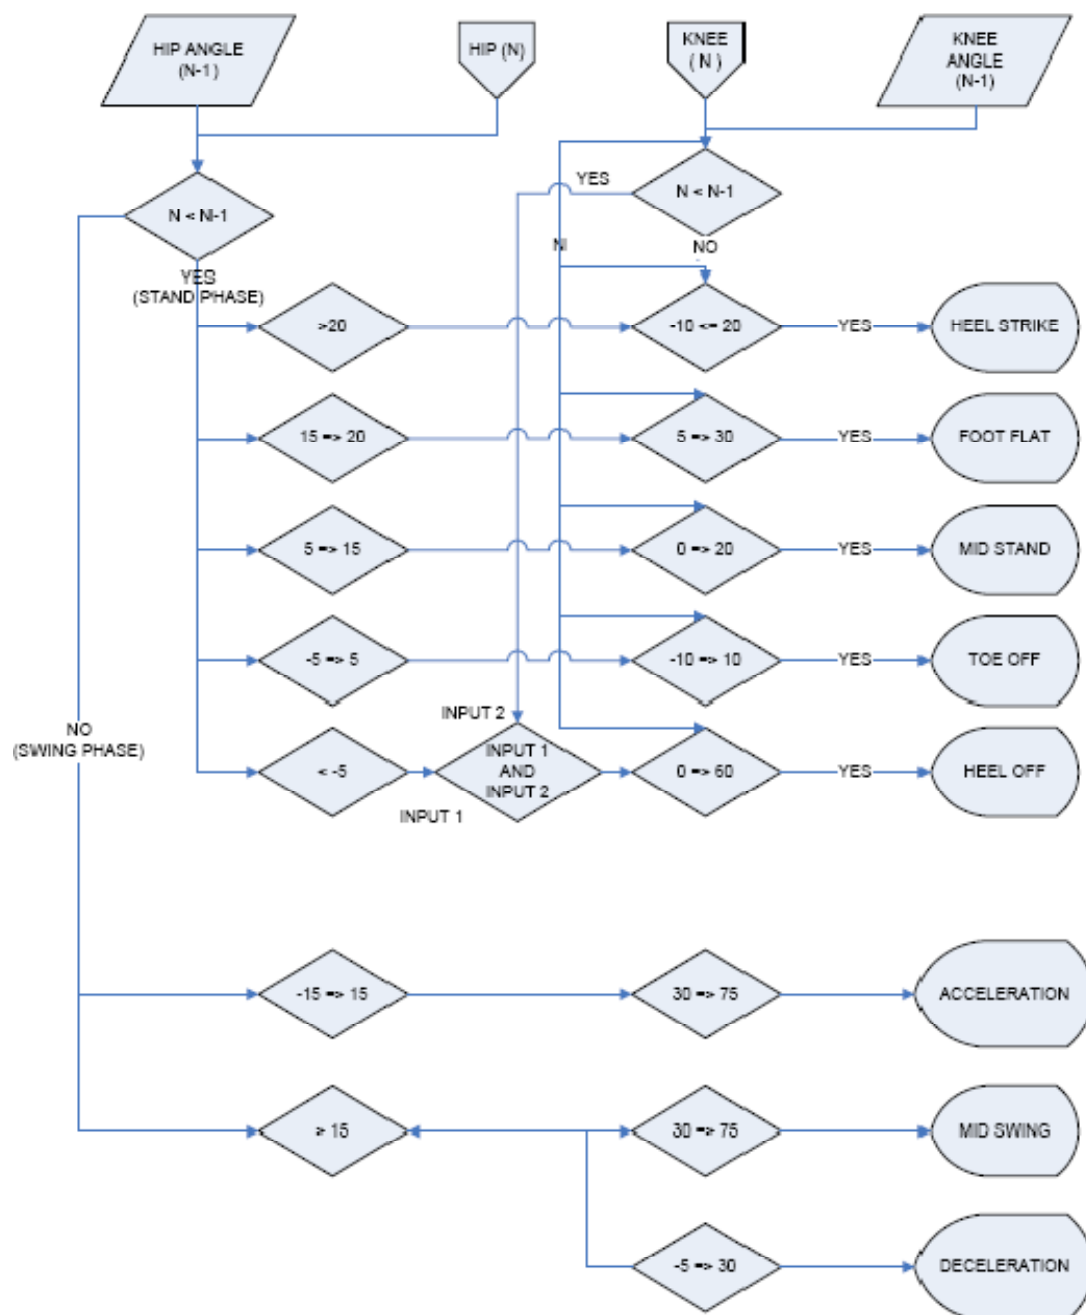 HIP ANGLE
(N-1)
HIP (N)
KNEE
( N )
KNEE
ANGLE
(N-1)
YES
N < N-1
N < N-1
N
NO
YES
(STAND PHASE)
>20
-10 <= 20
YES
HEEL STRIKE
15 => 20
5 => 30
YES
FOOT FLAT
5 => 15
0 => 20
YES
MID STAND
-5 => 5
-10 => 10
YES
TOE OFF
INPUT 2
NO
(SWING PHASE)
< -5
INPUT 1
AND
INPUT 2
0 => 60
YES
HEEL OFF
INPUT 1
-15 => 15
30 => 75
ACCELERATION
≥ 15
30 => 75
MID SWING
-5 => 30
DECELERATION